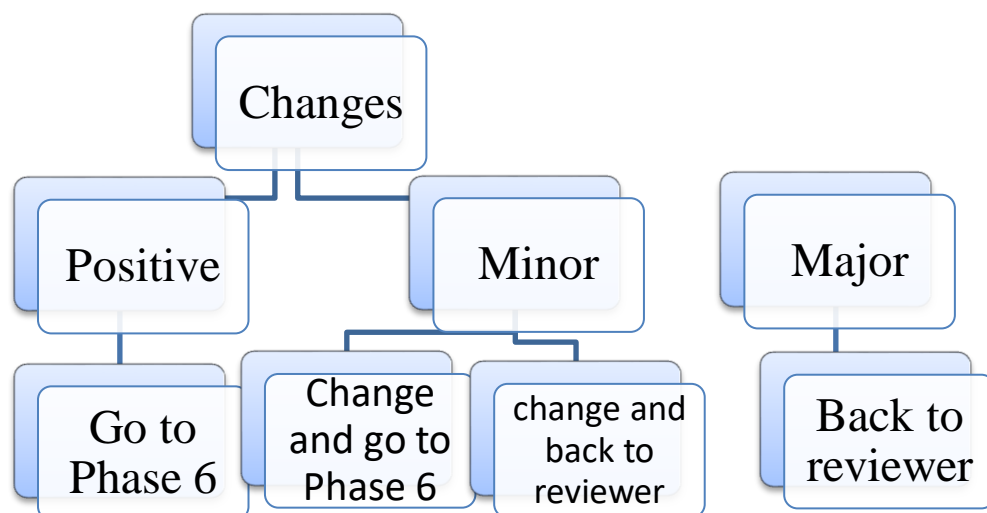 Changes
Positive
Minor
Major
Go to
Phase 6
Change
and go to
Phase 6
change and
back to
reviewer
Back to
reviewer